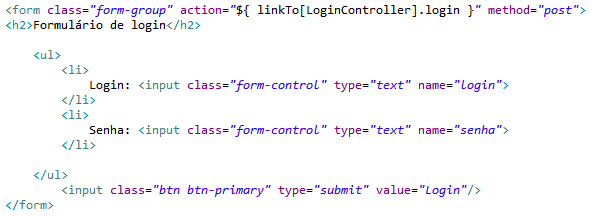 <form class="form-group" action="${ linkTo[LoginController].login }" method="post">
<h2>Formulário de login</h2>
<ul>
<li>
Login: <input class="form-control" type="text" name="login">
</li>
<li>
Senha: <input class="form-control" type="text" name="senha">
</li>
</ul>
<input class="btn btn-primary" type="submit" value="Login"/>
</form>